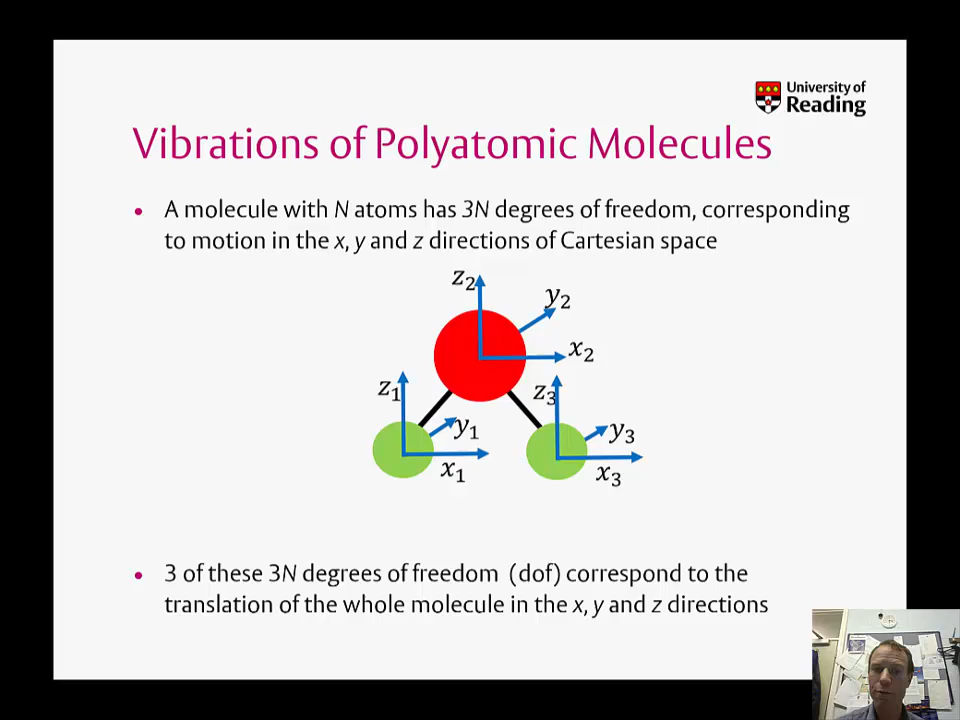 University of
Reading
Vibrations of Polyatomic Molecules
• A molecule with N atoms has 3N degrees of freedom, corresponding
to motion in the x, y and z directions of Cartesian space
z₂
y₂
x₂
z₁
z₃
y₁
y₃
x₁
x₃
• 3 of these 3N degrees of freedom (dof) correspond to the
translation of the whole molecule in the x, y and z directions